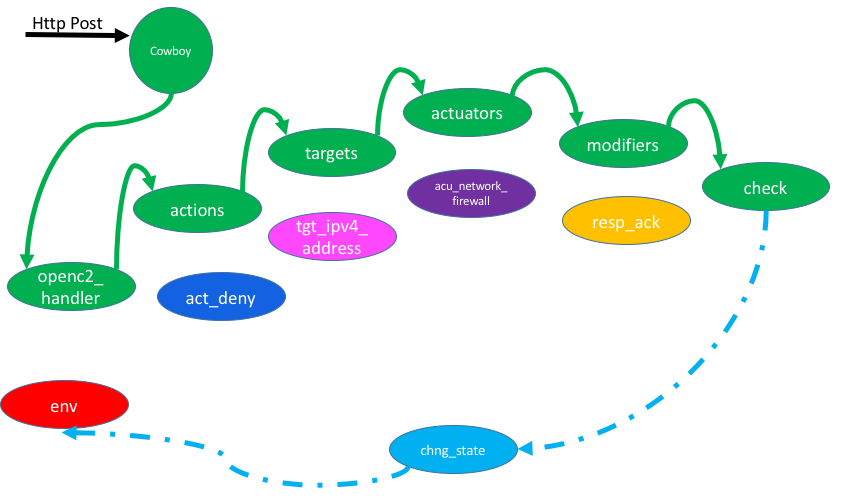 Http Post
Cowboy
actuators
modifiers
targets
check
acu_network_
firewall
actions
tgt_ipv4_
address
resp_ack
openc2_
handler
act_deny
env
chng_state